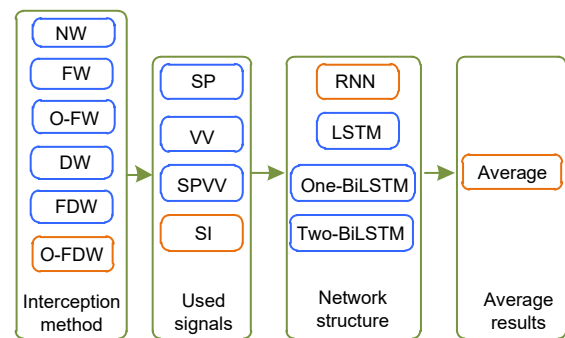 NW
FW
O-FW
DW
FDW
O-FDW
Interception
method
SP
VV
SPVV
SI
Used
signals
RNN
LSTM
One-BiLSTM
Two-BiLSTM
Network
structure
Average
Average
results